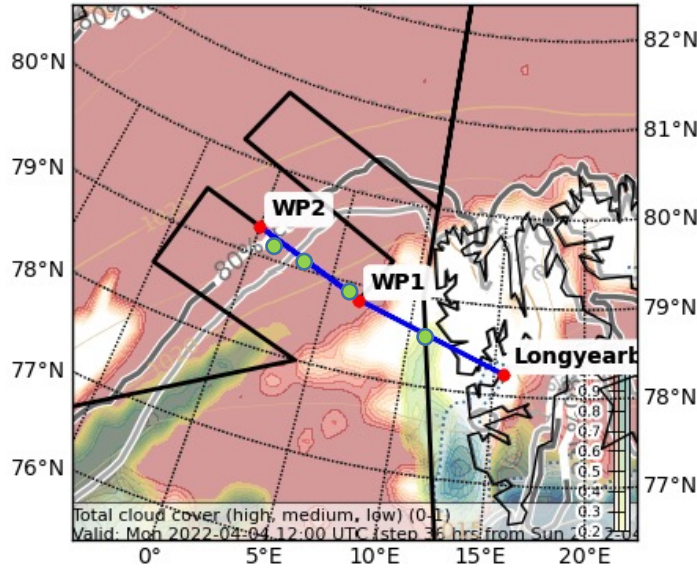 82°N
80°N
81°N
79°N
WP2
80°N
80%
78°N
WP1
79°N
Longyearb
77°N
0.9
78°N
0.8
0.7
0.6
76°N
0.5
77°N
0.4
0.3
Total cloud cover (high, medium, low) (0-1)
0.2
Valid: Mon 2022-04-04 12:00 UTC (step 36 hrs from Sun
0° 5°E 10°E 15°E 20°E